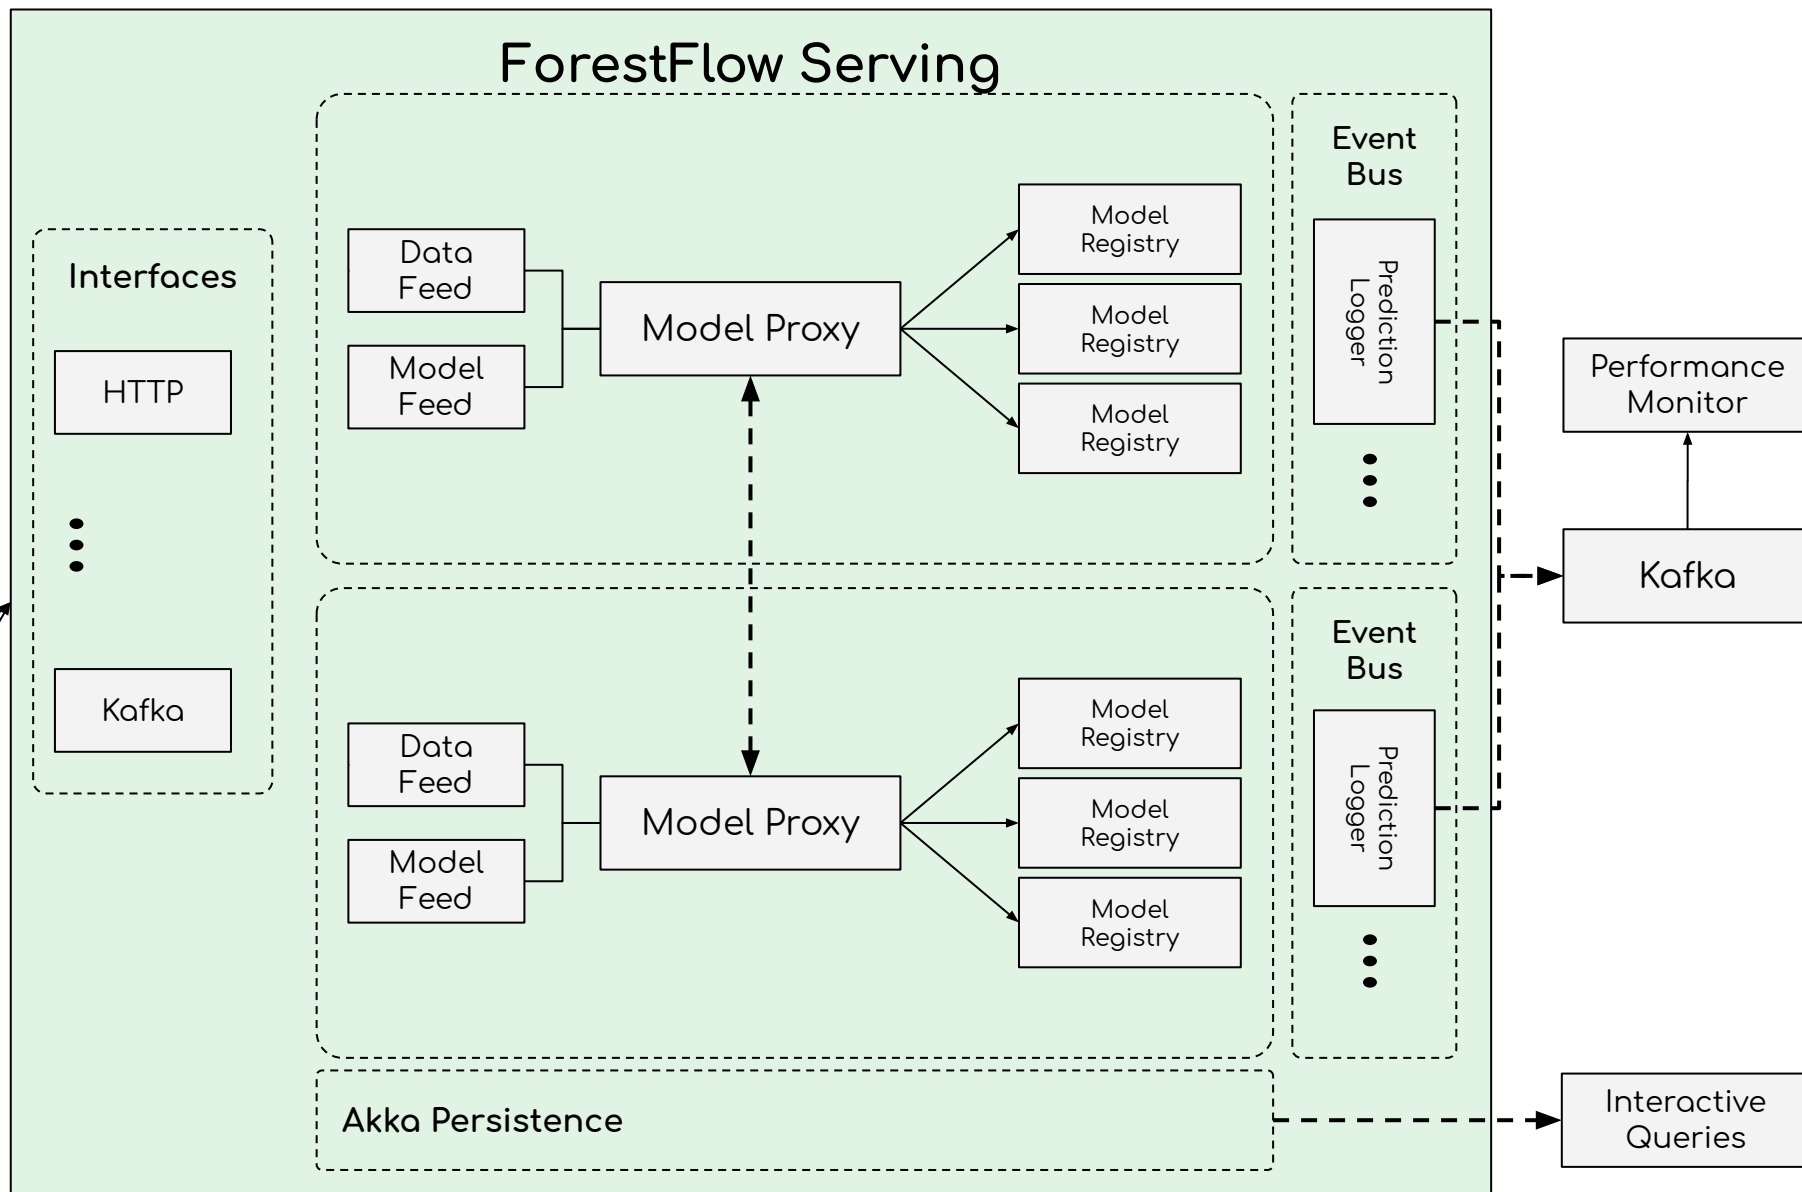 ForestFlow Serving
Interfaces
HTTP
Kafka
Data
Feed
Model
Feed
Model Proxy
Model
Registry
Model
Registry
Model
Registry
Event
Bus
Prediction
Logger
Data
Feed
Model
Feed
Model Proxy
Model
Registry
Model
Registry
Model
Registry
Event
Bus
Prediction
Logger
Akka Persistence
Performance
Monitor
Kafka
Interactive
Queries